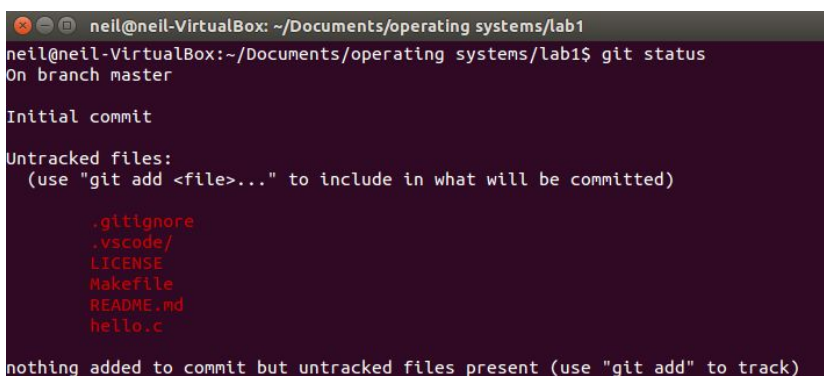 neil@neil-VirtualBox: ~/Documents/operating systems/lab1
neil@neil-VirtualBox:~/Documents/operating systems/lab1$ git status
On branch master
Initial commit
Untracked files:
(use "git add <file>..." to include in what will be committed)
.gitignore
.vscode/
LICENSE
Makefile
README.md
hello.c
nothing added to commit but untracked files present (use "git add" to track)